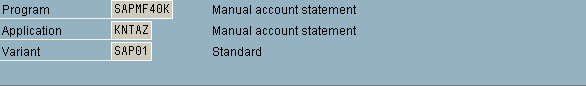 Program SAPMF40K Manual account statement
Application KNTAZ Manual account statement
Variant SAP01 Standard